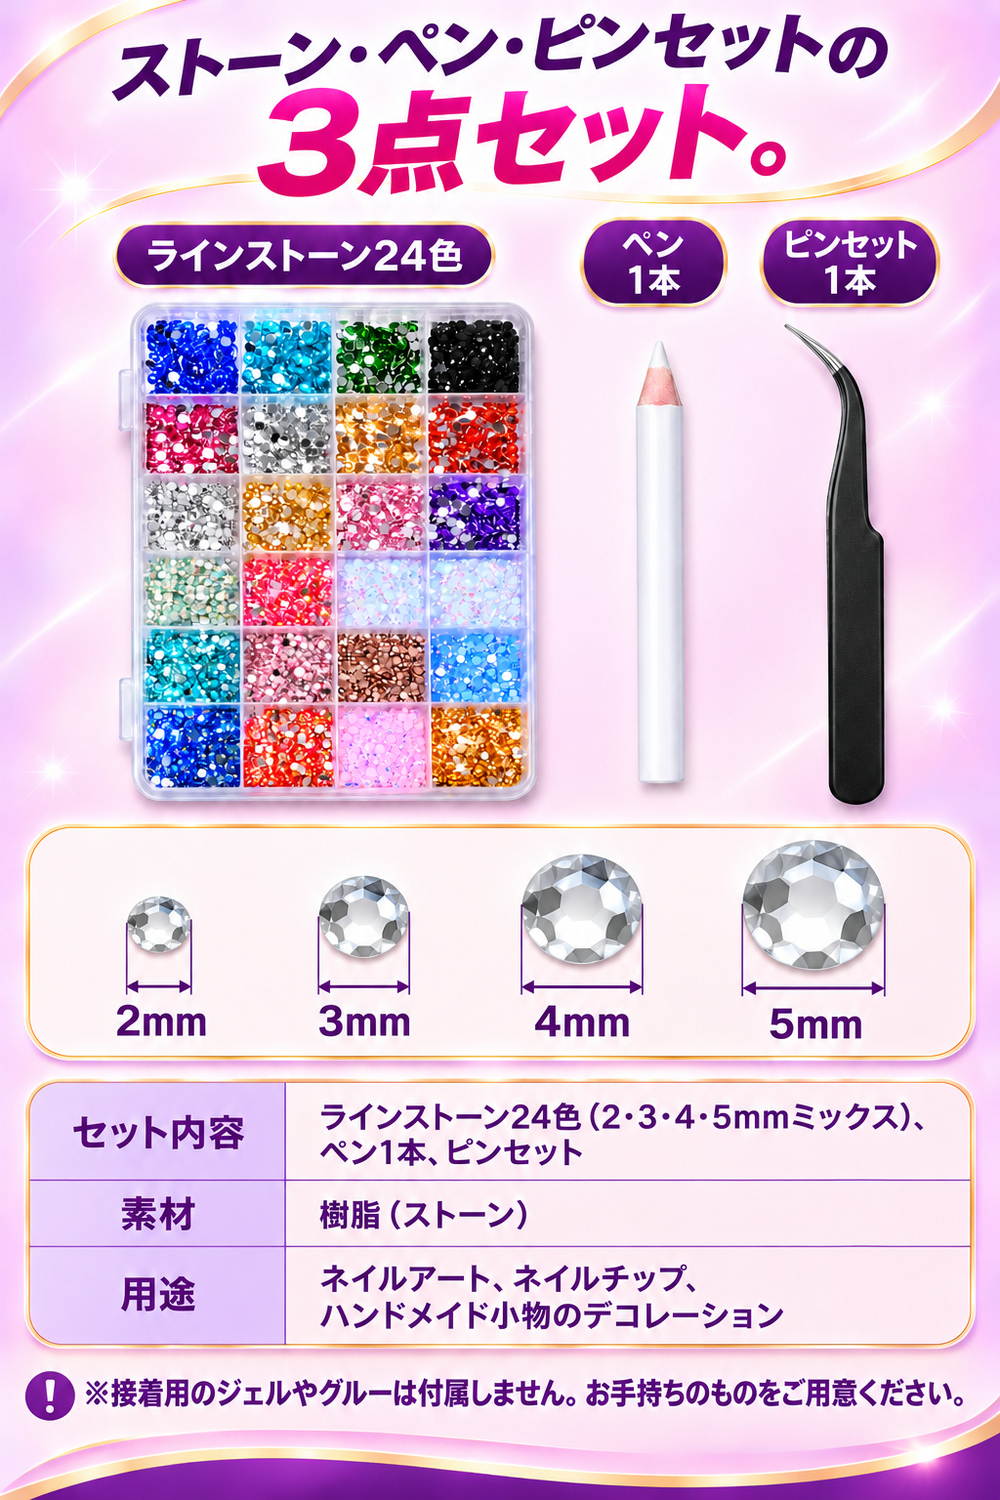 ストーン・ペン・ピンセットの
3点セット。
ラインストーン24色
ペン
1本
ピンセット
1本
2mm
3mm
4mm
5mm
セット内容
ラインストーン24色（2・3・4・5mmミックス）、
ペン1本、ピンセット
素材
樹脂（ストーン）
用途
ネイルアート、ネイルチップ、
ハンドメイド小物のデコレーション
! ※接着用のジェルやグルーは付属しません。お手持ちのものをご用意ください。